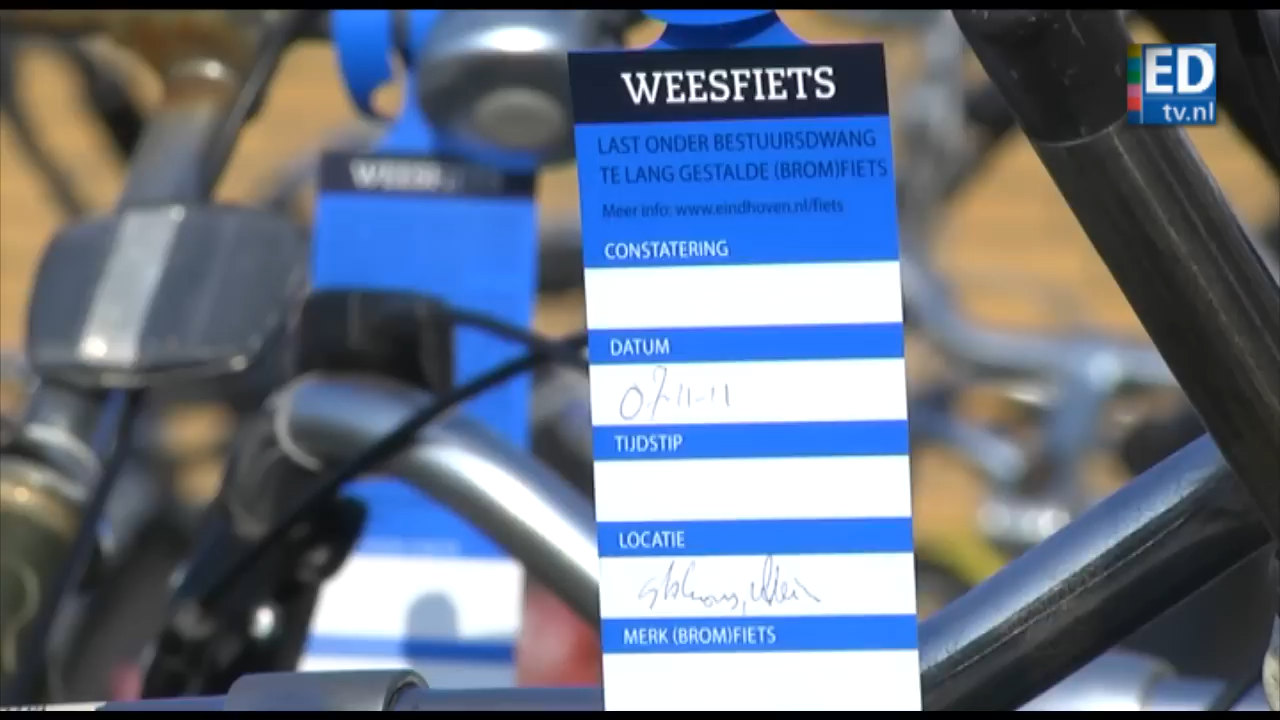 WEESFIETS
LAST ONDER BESTUURSDWANG
TE LANG GESTALDE (BROM)FIETS
Meer info: www.eindhoven.nl/fiets
CONSTATERING
DATUM
07-11-11
TIJDSTIP
LOCATIE
MERK (BROM)FIETS
ED
tv.nl